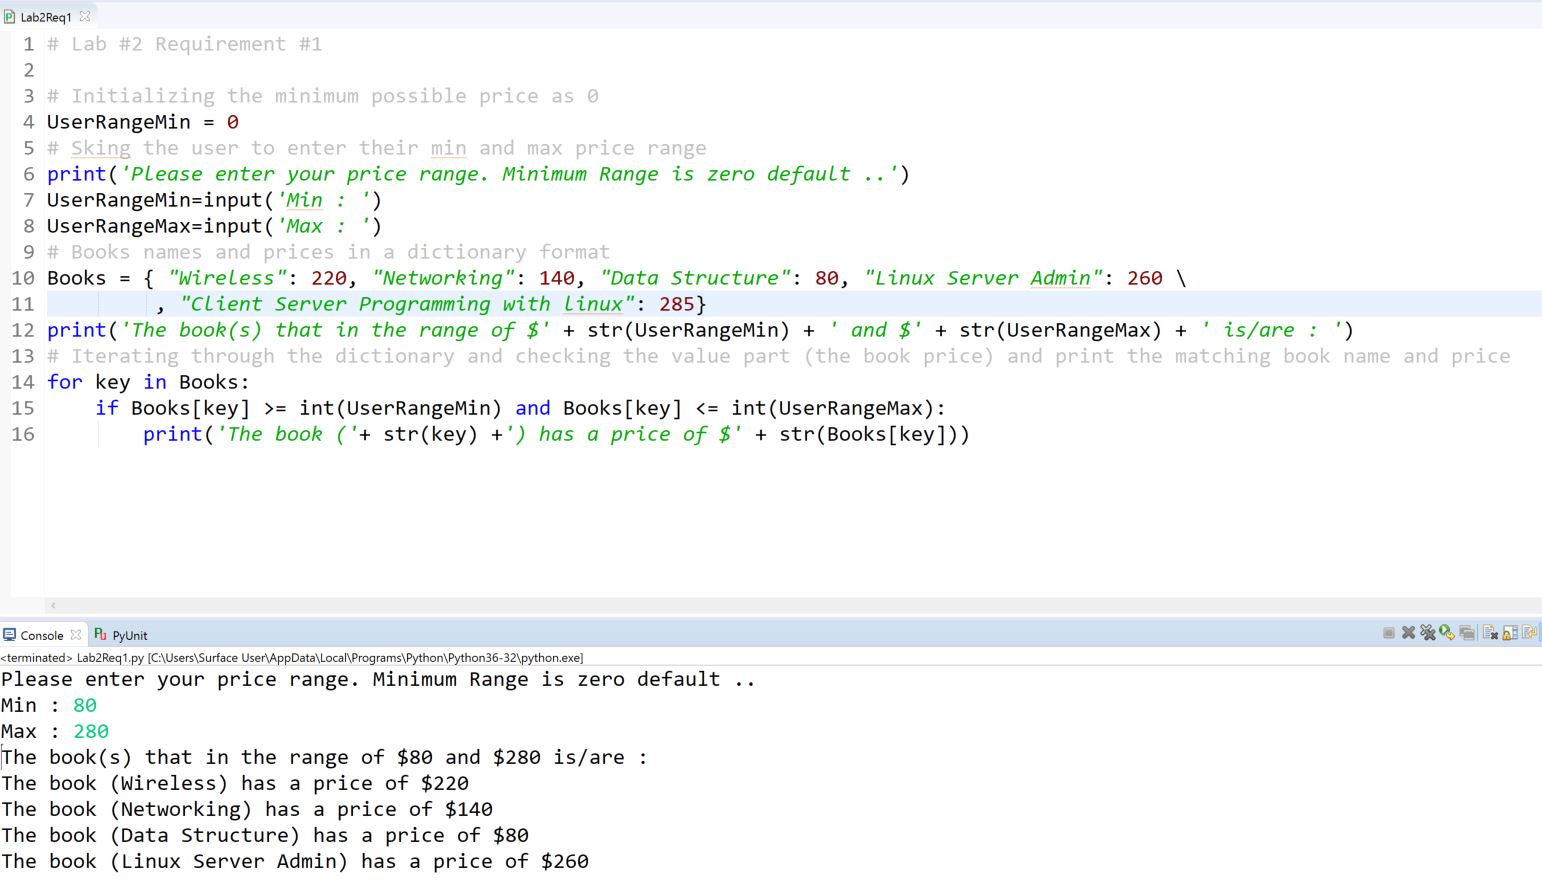 Lab2Req1
1 # Lab #2 Requirement #1
2
3 # Initializing the minimum possible price as 0
4 UserRangeMin = 0
5 # Sking the user to enter their min and max price range
6 print('Please enter your price range. Minimum Range is zero default ..')
7 UserRangeMin=input('Min : ')
8 UserRangeMax=input('Max : ')
9 # Books names and prices in a dictionary format
10 Books = { "Wireless": 220, "Networking": 140, "Data Structure": 80, "Linux Server Admin": 260 \
11 , "Client Server Programming with linux": 285}
12 print('The book(s) that in the range of $' + str(UserRangeMin) + ' and $' + str(UserRangeMax) + ' is/are : ')
13 # Iterating through the dictionary and checking the value part (the book price) and print the matching book name and price
14 for key in Books:
15 if Books[key] >= int(UserRangeMin) and Books[key] <= int(UserRangeMax):
16 print('The book ('+ str(key) +') has a price of $' + str(Books[key]))
Console PyUnit
<terminated> Lab2Req1.py [C:\Users\Surface User\AppData\Local\Programs\Python\Python36-32\python.exe]
Please enter your price range. Minimum Range is zero default ..
Min : 80
Max : 280
The book(s) that in the range of $80 and $280 is/are :
The book (Wireless) has a price of $220
The book (Networking) has a price of $140
The book (Data Structure) has a price of $80
The book (Linux Server Admin) has a price of $260